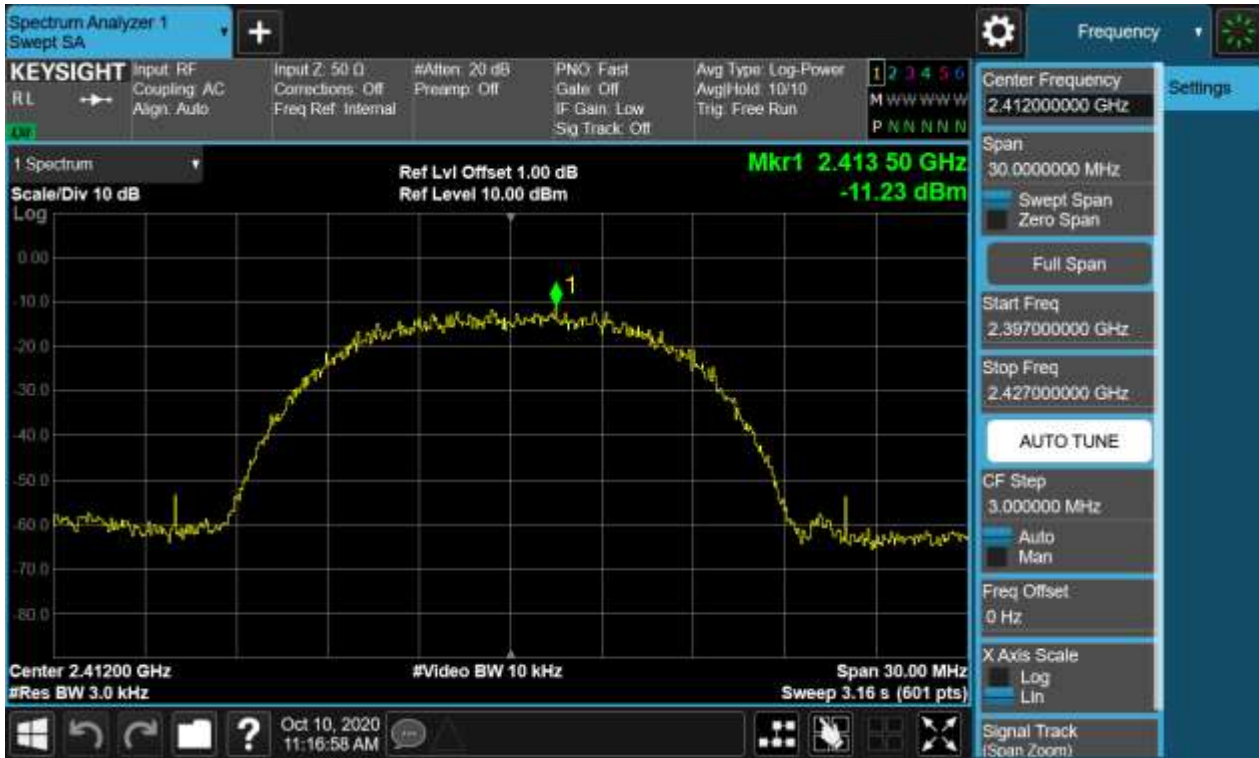 Spectrum Analyzer 1
Swept SA
+
Frequency
KEYSIGHT
RL
Input: RF
Coupling: AC
Align: Auto
Input Z: 50 Ω
Corrections: Off
Freq Ref: Internal
#Atten: 20 dB
Preamp: Off
PNO: Fast
Gate: Off
IF Gain: Low
Sig Track: Off
Avg Type: Log-Power
Avg|Hold: 10/10
Trig: Free Run
1 2 3 4 5 6
M W W W W W
P N N N N N
1 Spectrum
Scale/Div 10 dB
Ref Lvl Offset 1.00 dB
Ref Level 10.00 dBm
Mkr1 2.413 50 GHz
-11.23 dBm
Log
0.00
-10.0
-20.0
-30.0
-40.0
-50.0
-60.0
-70.0
-80.0
1
Center 2.41200 GHz
#Res BW 3.0 kHz
#Video BW 10 kHz
Span 30.00 MHz
Sweep 3.16 s (601 pts)
?
Oct 10, 2020
11:16:58 AM
Center Frequency
2.412000000 GHz
Settings
Span
30.0000000 MHz
Swept Span
Zero Span
Full Span
Start Freq
2.397000000 GHz
Stop Freq
2.427000000 GHz
AUTO TUNE
CF Step
3.000000 MHz
Auto
Man
Freq Offset
0 Hz
X Axis Scale
Log
Lin
Signal Track
(Span Zoom)